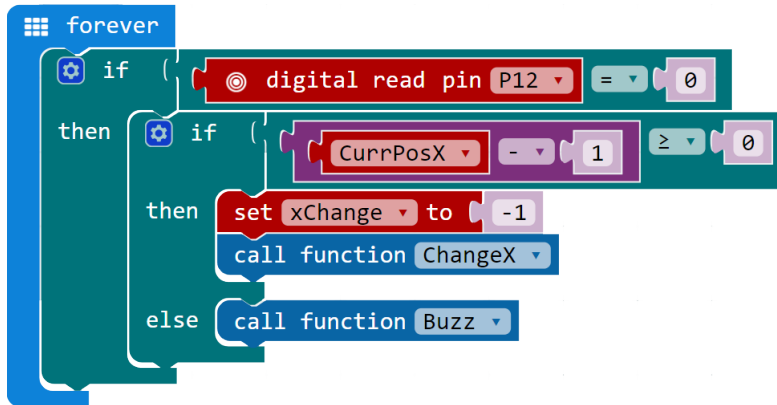 forever
if digital read pin P12 = 0
then if CurrPosX - 1 ≥ 0
then set xChange to -1
call function ChangeX
else call function Buzz